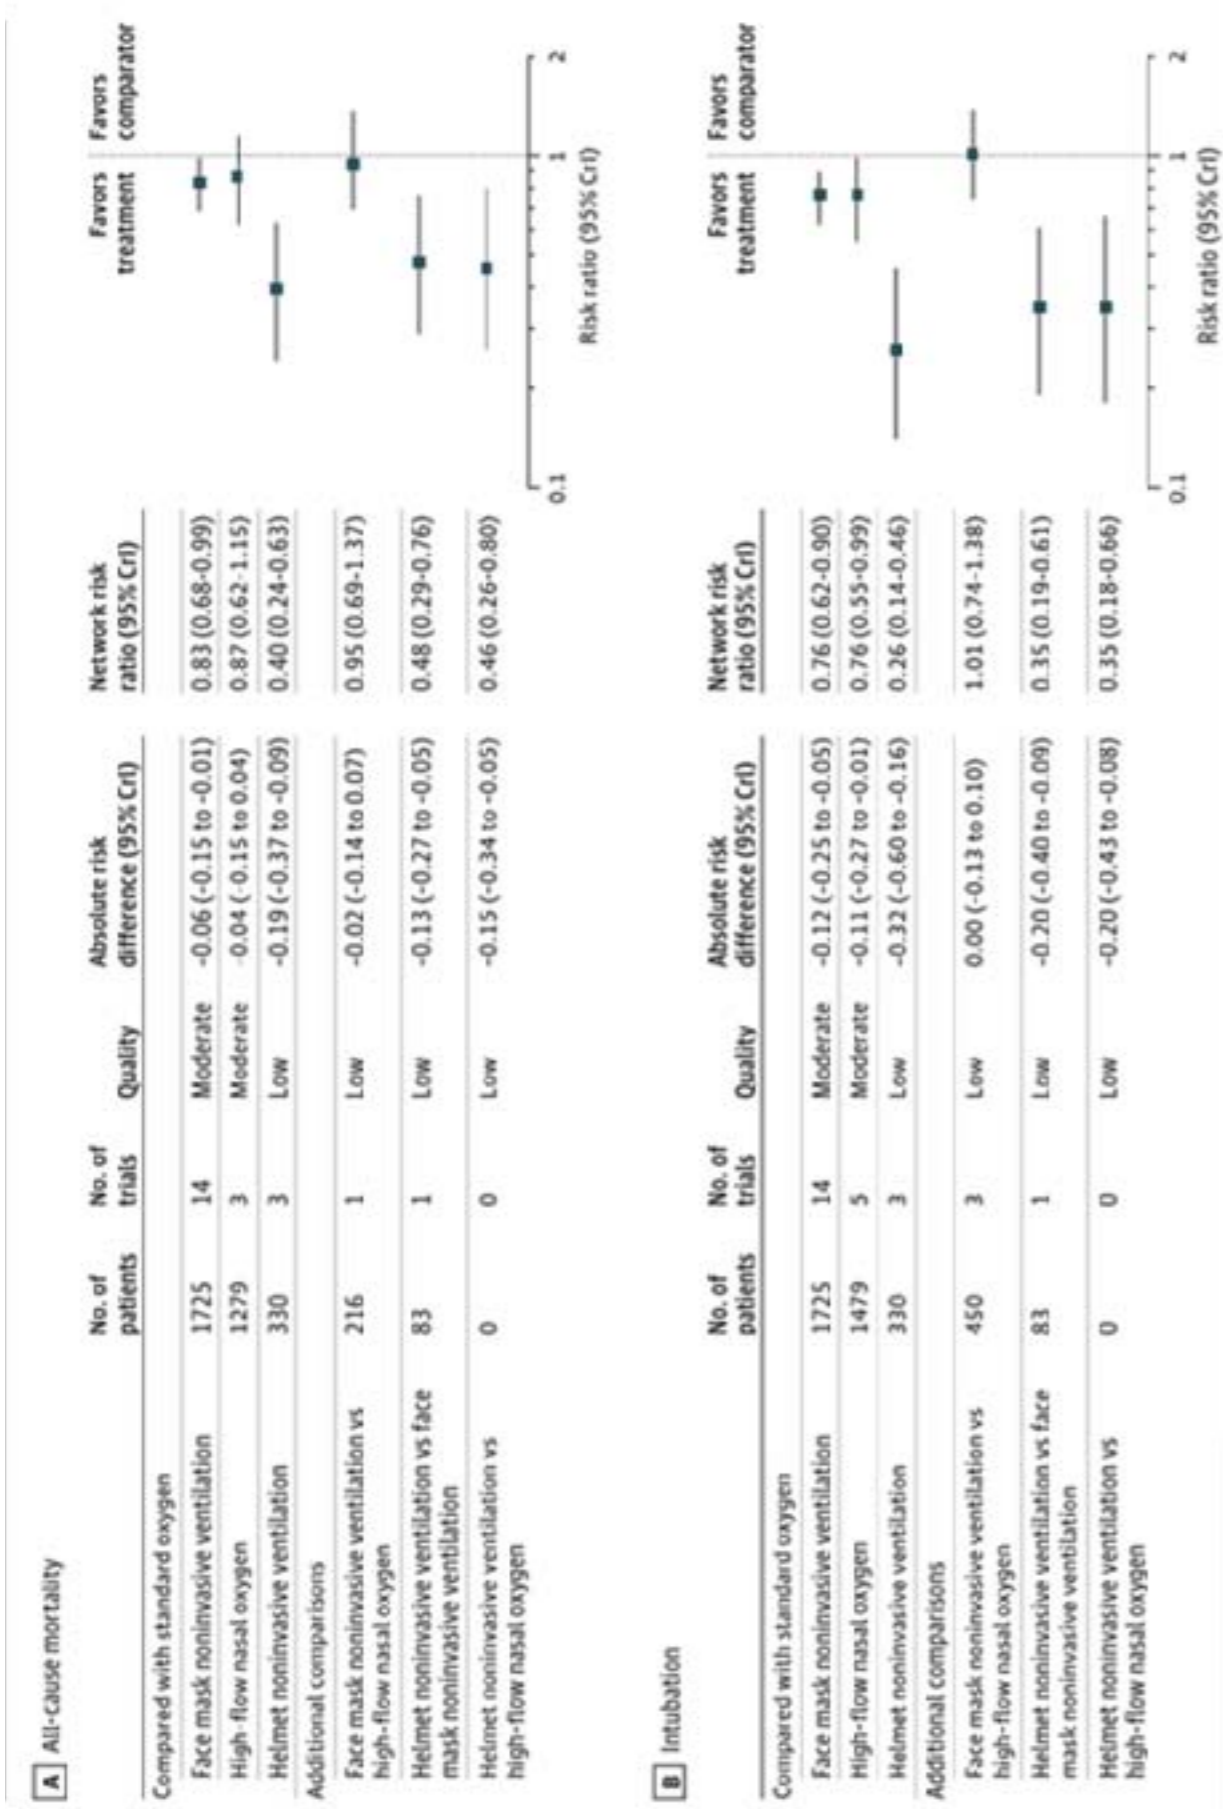 A All-cause mortality
No. of patients No. of trials Quality Absolute risk difference (95% CrI) Network risk ratio (95% CrI) Favors treatment Favors comparator
Compared with standard oxygen
Face mask noninvasive ventilation 1725 14 Moderate -0.06 (-0.15 to -0.01) 0.83 (0.68-0.99)
High-flow nasal oxygen 1279 3 Moderate -0.04 (-0.15 to 0.04) 0.87 (0.62-1.15)
Helmet noninvasive ventilation 330 3 Low -0.19 (-0.37 to -0.09) 0.40 (0.24-0.63)
Additional comparisons
Face mask noninvasive ventilation vs 216 1 Low -0.02 (-0.14 to 0.07) 0.95 (0.69-1.37)
high-flow nasal oxygen
Helmet noninvasive ventilation vs face 83 1 Low -0.13 (-0.27 to -0.05) 0.48 (0.29-0.76)
mask noninvasive ventilation
Helmet noninvasive ventilation vs 0 0 Low -0.15 (-0.34 to -0.05) 0.46 (0.26-0.80)
high-flow nasal oxygen
0.1 1 2
Risk ratio (95% CrI)
B Intubation
No. of patients No. of trials Quality Absolute risk difference (95% CrI) Network risk ratio (95% CrI) Favors treatment Favors comparator
Compared with standard oxygen
Face mask noninvasive ventilation 1725 14 Moderate -0.12 (-0.25 to -0.05) 0.76 (0.62-0.90)
High-flow nasal oxygen 1479 5 Moderate -0.11 (-0.27 to -0.01) 0.76 (0.55-0.99)
Helmet noninvasive ventilation 330 3 Low -0.32 (-0.60 to -0.16) 0.26 (0.14-0.46)
Additional comparisons
Face mask noninvasive ventilation vs 450 3 Low 0.00 (-0.13 to 0.10) 1.01 (0.74-1.38)
high-flow nasal oxygen
Helmet noninvasive ventilation vs face 83 1 Low -0.20 (-0.40 to -0.09) 0.35 (0.19-0.61)
mask noninvasive ventilation
Helmet noninvasive ventilation vs 0 0 Low -0.20 (-0.43 to -0.08) 0.35 (0.18-0.66)
high-flow nasal oxygen
0.1 1 2
Risk ratio (95% CrI)